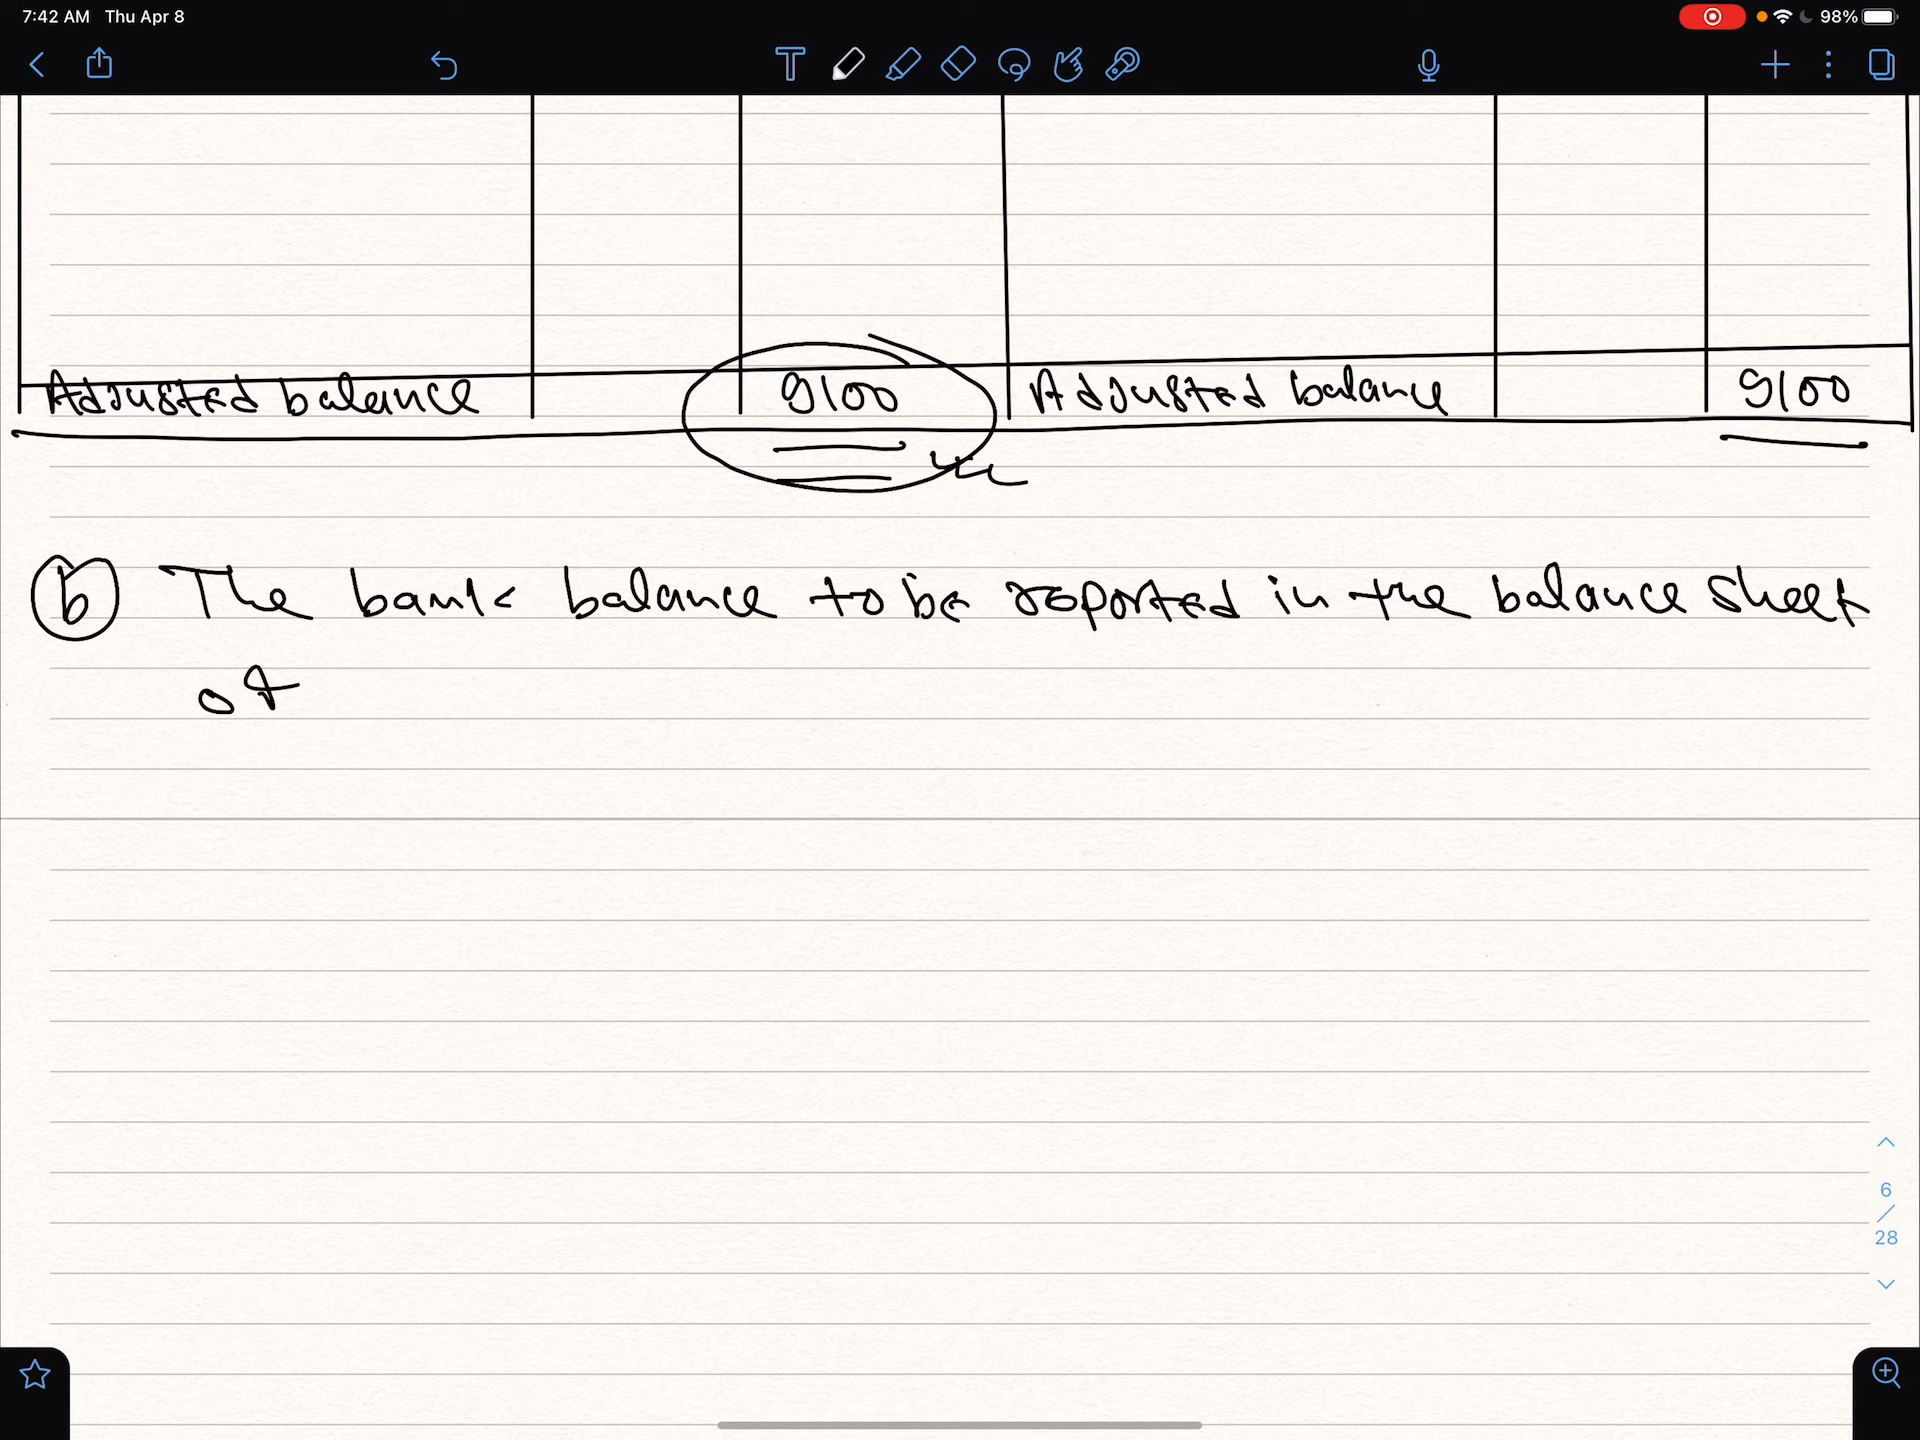 7:42 AM Thu Apr 8
98%
Adjusted balance 9100 Adjusted balance 9100
b The bank balance to be reported in the balance sheet
of
6
/
28